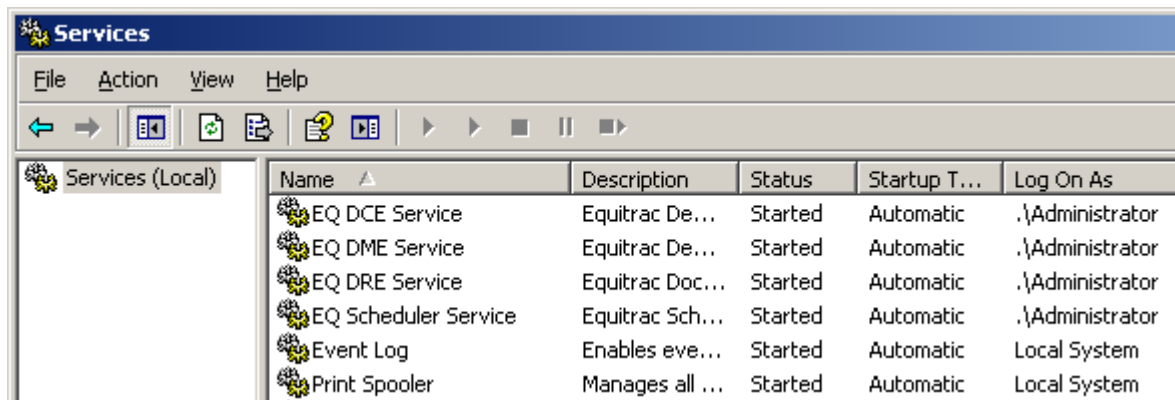 Services
File Action View Help
Services (Local)
Name Description Status Startup T... Log On As
EQ DCE Service Equitrac De... Started Automatic .\Administrator
EQ DME Service Equitrac De... Started Automatic .\Administrator
EQ DRE Service Equitrac Doc... Started Automatic .\Administrator
EQ Scheduler Service Equitrac Sch... Started Automatic .\Administrator
Event Log Enables eve... Started Automatic Local System
Print Spooler Manages all ... Started Automatic Local System